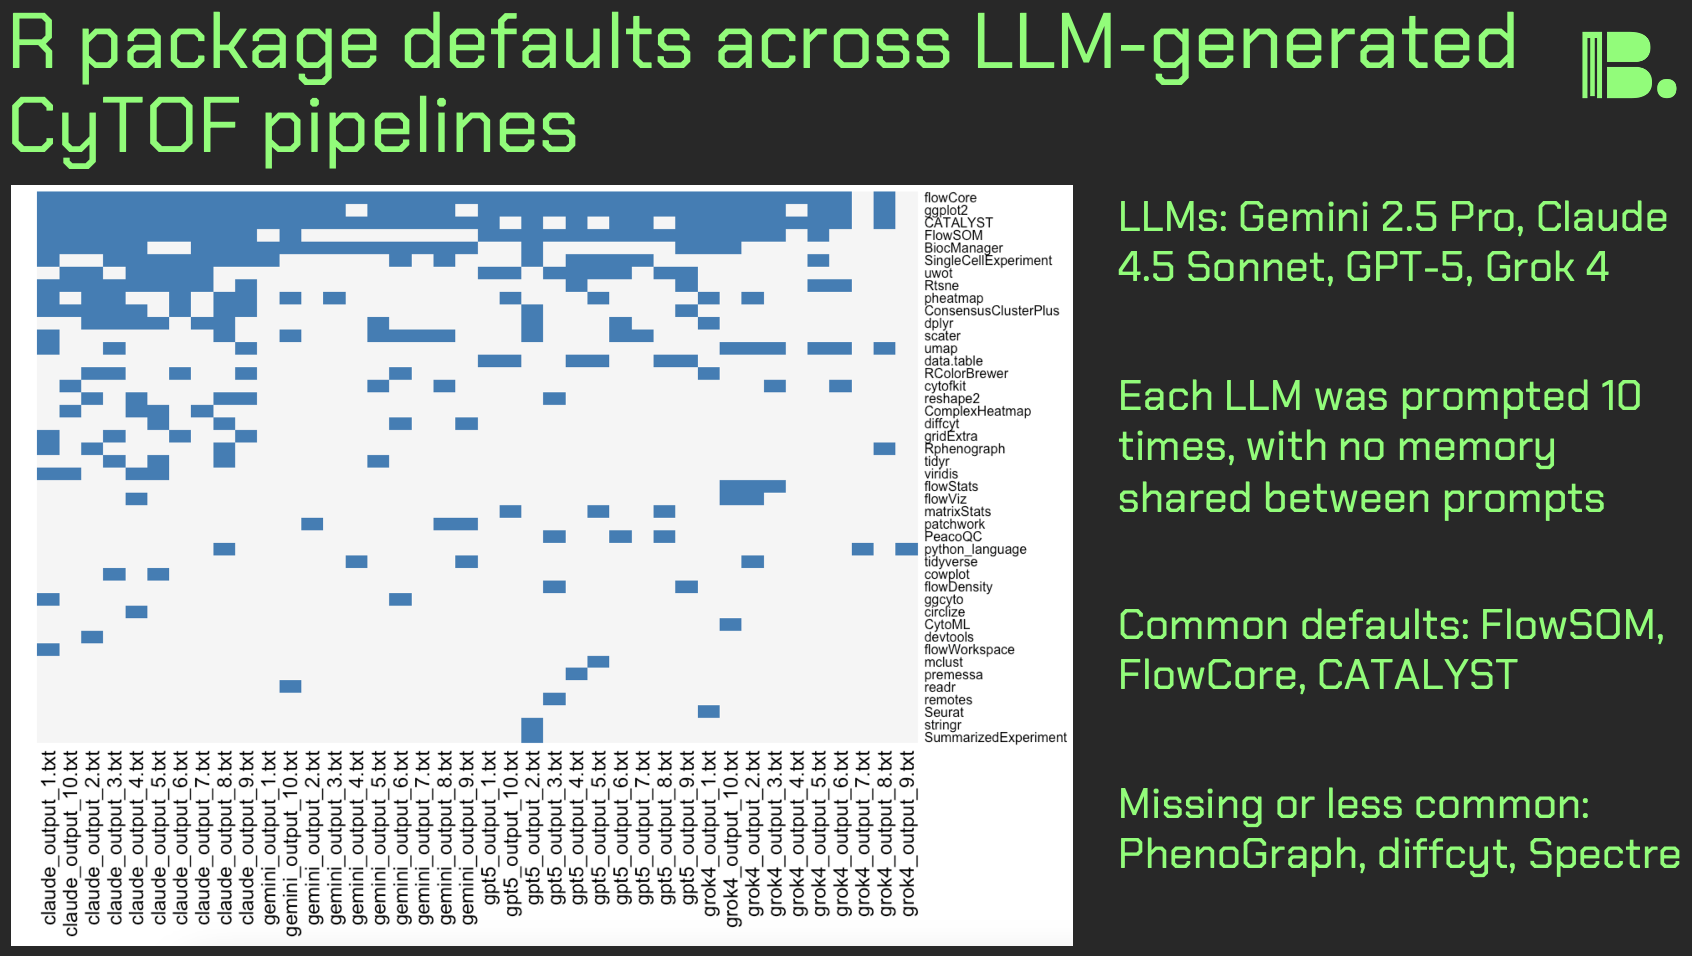 R package defaults across LLM-generated
CyTOF pipelines
B.
flowCore
ggplot2
CATALYST
FlowSOM
BiocManager
SingleCellExperiment
uwot
Rtsne
pheatmap
ConsensusClusterPlus
dplyr
scater
umap
data.table
RColorBrewer
cytofkit
reshape2
ComplexHeatmap
diffcyt
gridExtra
Rphenograph
tidyr
viridis
flowStats
flowViz
matrixStats
patchwork
PeacoQC
python_language
tidyverse
cowplot
flowDensity
ggcyto
circlize
CytoML
devtools
flowWorkspace
mclust
premessa
readr
remotes
Seurat
stringr
SummarizedExperiment
claude_output_1.txt
claude_output_10.txt
claude_output_2.txt
claude_output_3.txt
claude_output_4.txt
claude_output_5.txt
claude_output_6.txt
claude_output_7.txt
claude_output_8.txt
claude_output_9.txt
gemini_output_1.txt
gemini_output_10.txt
gemini_output_2.txt
gemini_output_3.txt
gemini_output_4.txt
gemini_output_5.txt
gemini_output_6.txt
gemini_output_7.txt
gemini_output_8.txt
gemini_output_9.txt
gpt5_output_1.txt
gpt5_output_10.txt
gpt5_output_2.txt
gpt5_output_3.txt
gpt5_output_4.txt
gpt5_output_5.txt
gpt5_output_6.txt
gpt5_output_7.txt
gpt5_output_8.txt
gpt5_output_9.txt
grok4_output_1.txt
grok4_output_10.txt
grok4_output_2.txt
grok4_output_3.txt
grok4_output_4.txt
grok4_output_5.txt
grok4_output_6.txt
grok4_output_7.txt
grok4_output_8.txt
grok4_output_9.txt
LLMs: Gemini 2.5 Pro, Claude
4.5 Sonnet, GPT-5, Grok 4
Each LLM was prompted 10
times, with no memory
shared between prompts
Common defaults: FlowSOM,
FlowCore, CATALYST
Missing or less common:
PhenoGraph, diffcyt, Spectre